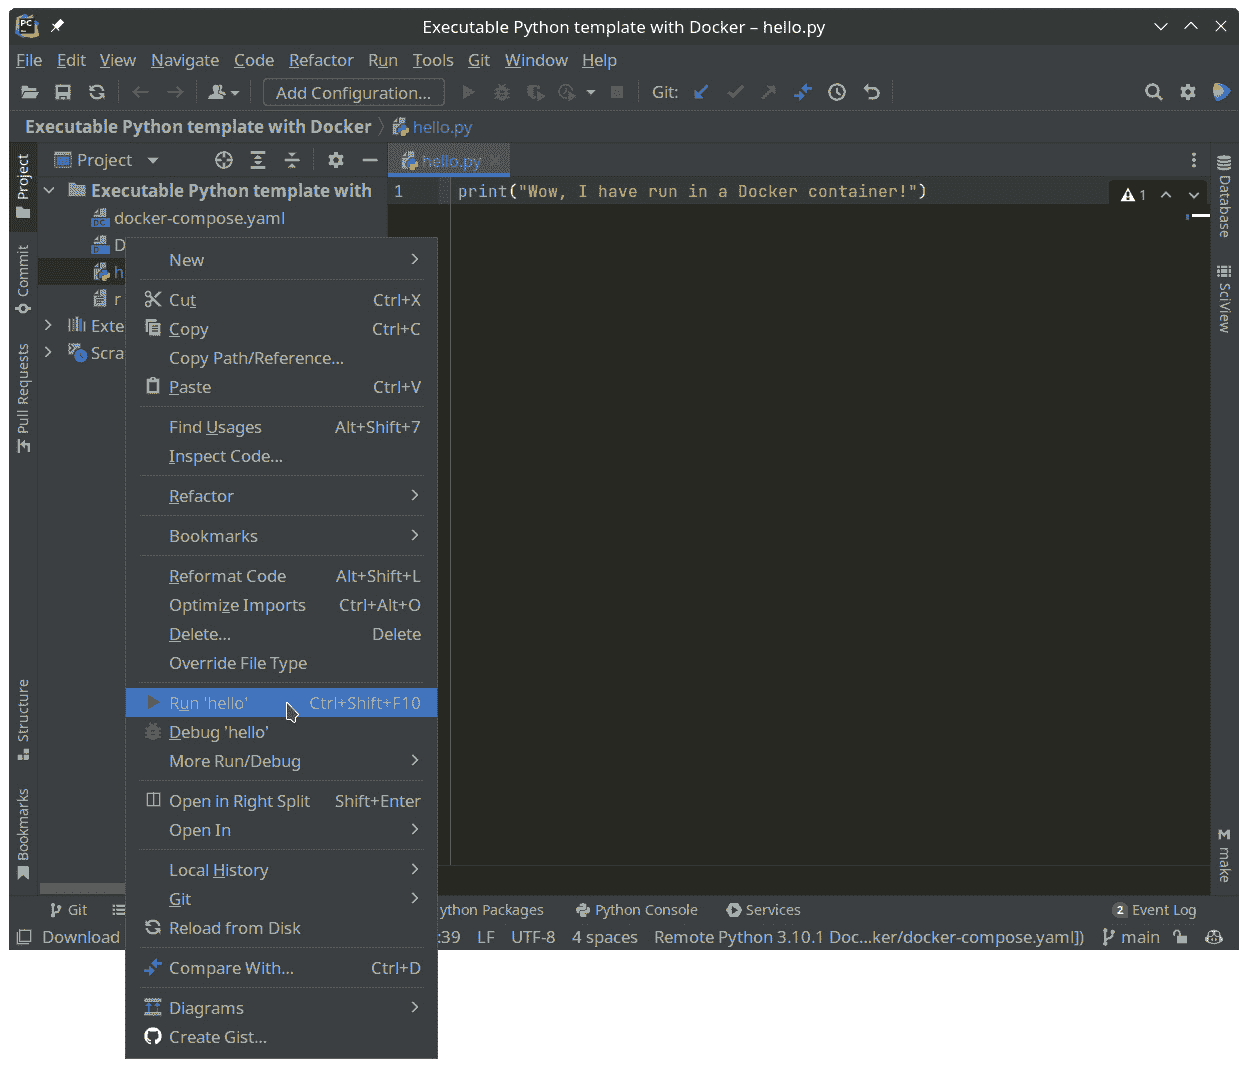 Executable Python template with Docker – hello.py
File Edit View Navigate Code Refactor Run Tools Git Window Help
Add Configuration... Git:
Executable Python template with Docker hello.py
Project hello.py
Executable Python template with
1 print("Wow, I have run in a Docker container!") 1
docker-compose.yaml
D
h
r
Exte
Scra
Project
Commit
Pull Requests
Structure
Bookmarks
Database
SciView
make
New
Cut Ctrl+X
Copy Ctrl+C
Copy Path/Reference...
Paste Ctrl+V
Find Usages Alt+Shift+7
Inspect Code...
Refactor
Bookmarks
Reformat Code Alt+Shift+L
Optimize Imports Ctrl+Alt+O
Delete... Delete
Override File Type
Run 'hello' Ctrl+Shift+F10
Debug 'hello'
More Run/Debug
Open in Right Split Shift+Enter
Open In
Local History
Git
Reload from Disk
Compare With... Ctrl+D
Diagrams
Create Gist...
Git ython Packages Python Console Services 2 Event Log
Download :39 LF UTF-8 4 spaces Remote Python 3.10.1 Doc...ker/docker-compose.yaml]) main